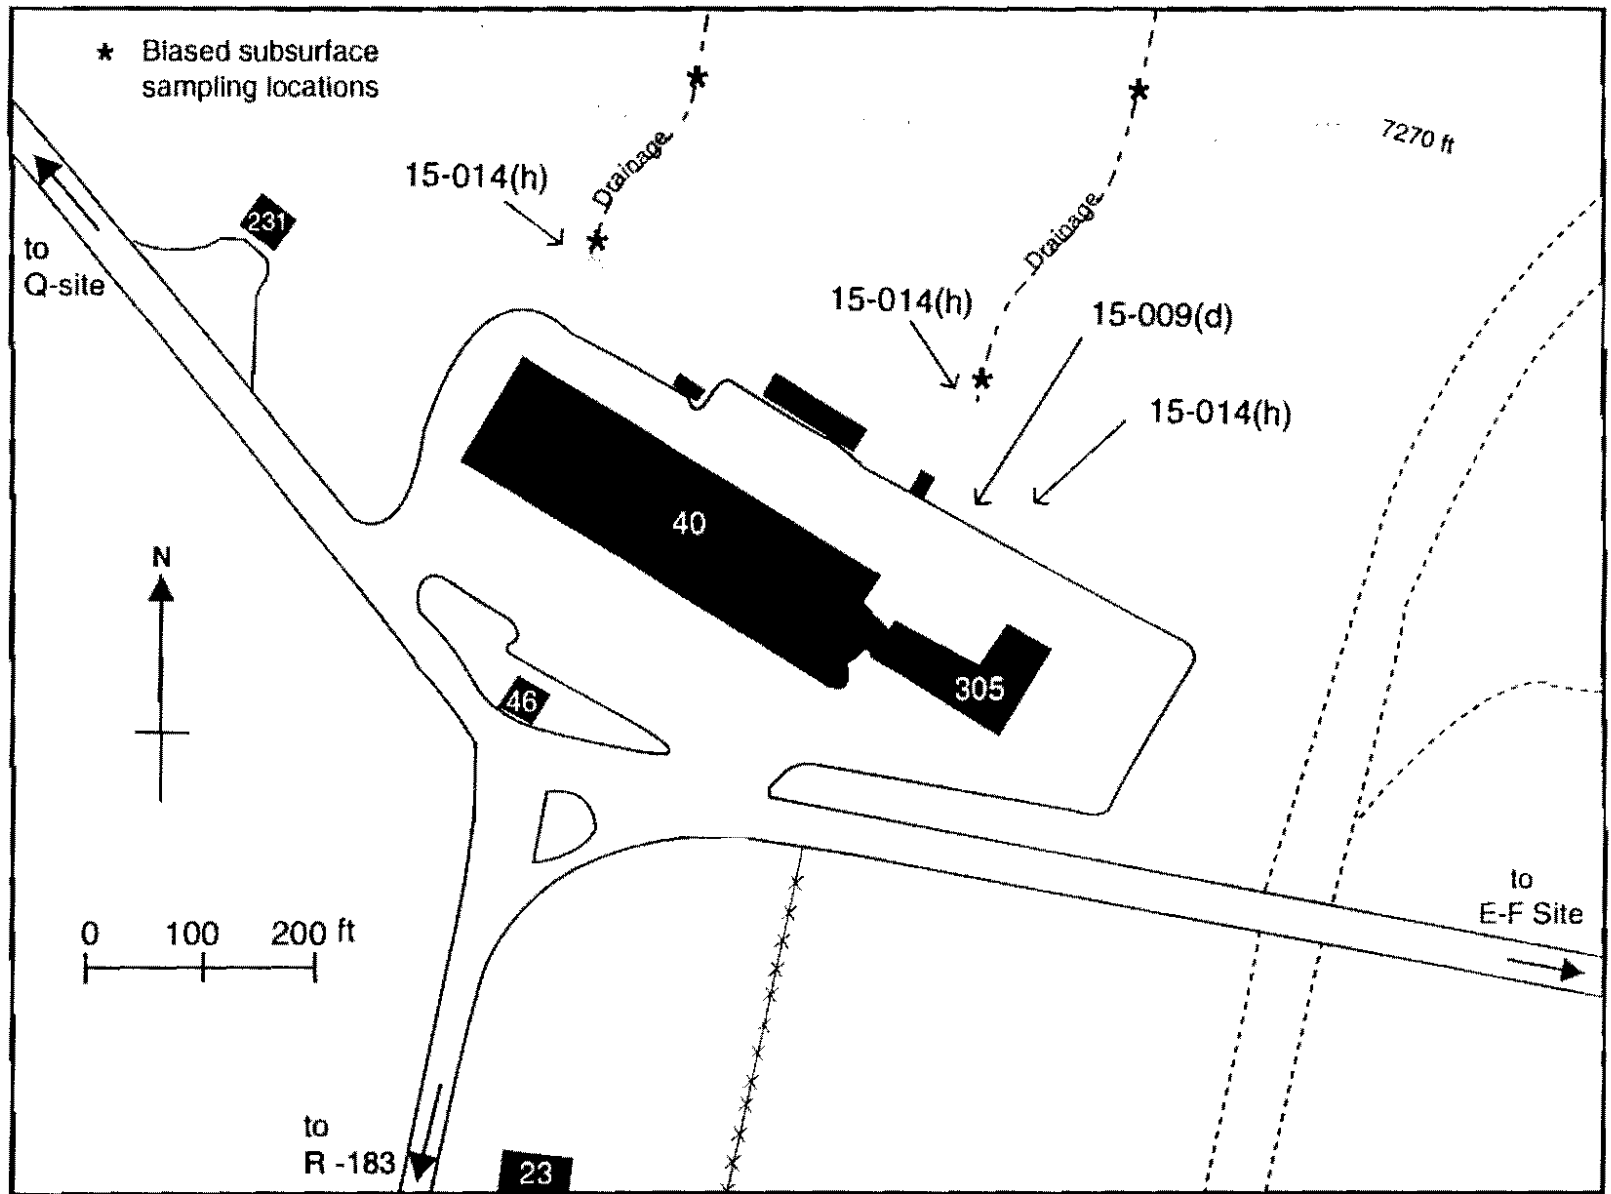 * Biased subsurface
sampling locations
7270 ft
Drainage
15-014(h)
231
Drainage
to
Q-site
15-014(h)
15-009(d)
15-014(h)
40
N
305
46
to
E-F Site
0 100 200 ft
to
R -183
23